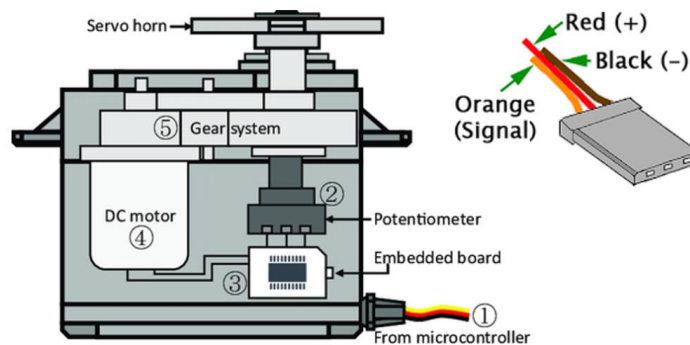 Servo horn
Red (+)
Black (–)
Orange
(Signal)
⑤ Gear system
②
DC motor
④
Potentiometer
Embedded board
③
①
From microcontroller